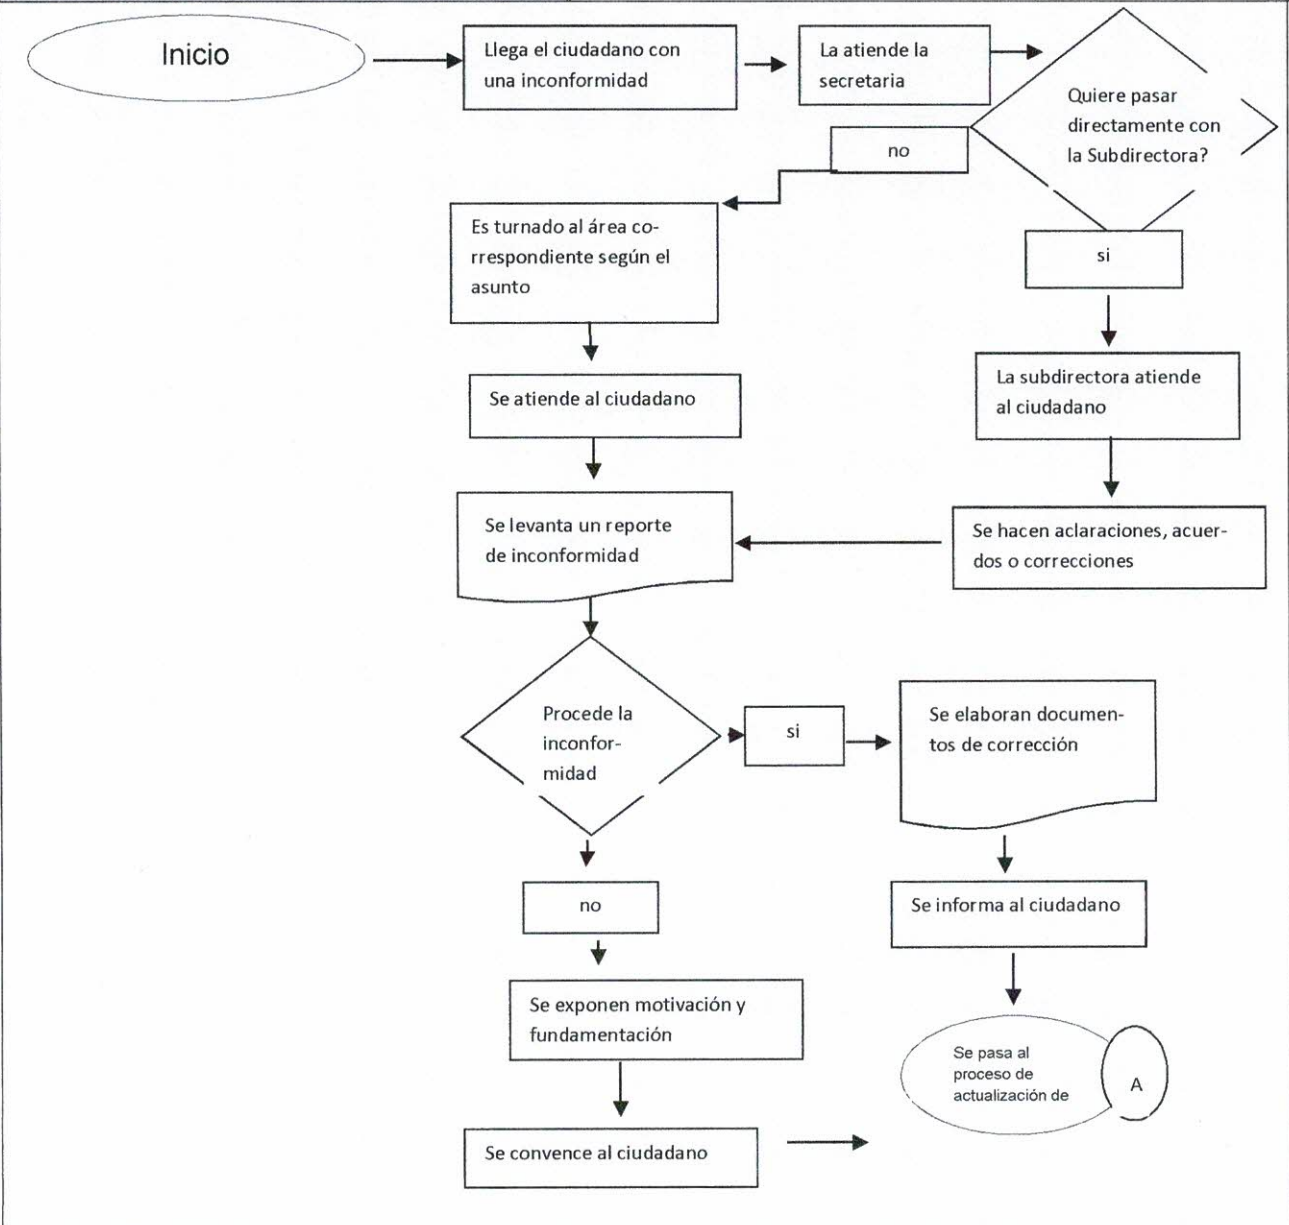 Inicio
Llega el ciudadano con
una inconformidad
La atiende la
secretaria
Quiere pasar
directamente con
la Subdirectora?
no
si
Es turnado al área co-
rrespondiente según el
asunto
La subdirectora atiende
al ciudadano
Se atiende al ciudadano
Se levanta un reporte
de inconformidad
Se hacen aclaraciones, acuer-
dos o correcciones
Procede la
inconfor-
midad
si
Se elaboran documen-
tos de corrección
no
Se informa al ciudadano
Se exponen motivación y
fundamentación
Se pasa al
proceso de
actualización de
A
Se convence al ciudadano